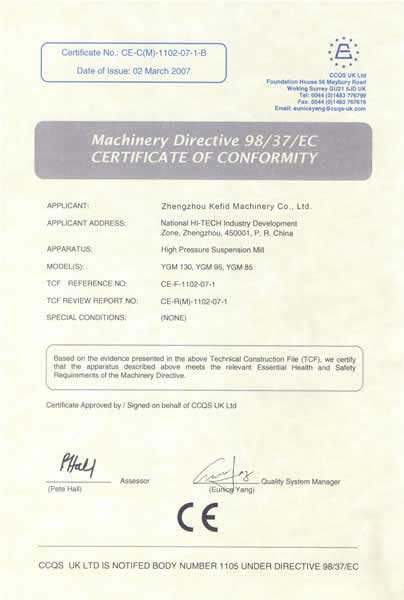 Certificate No.: CE-C(M)-1102-07-1-B
Date of Issue: 02 March 2007
CCQS UK Ltd
Foundation House 56 Maybury Road
Woking Surrey GU21 5JD UK
Tel: 0044 (0)1483 776799
Fax: 0044 (0)1483 767678
Email: euniceyang@ccqs-uk.com
Machinery Directive 98/37/EC
CERTIFICATE OF CONFORMITY
APPLICANT: Zhengzhou Kefid Machinery Co., Ltd.
APPLICANT ADDRESS: National HI-TECH Industry Development
Zone, Zhengzhou, 450001, P. R. China
APPARATUS: High Pressure Suspension Mill
MODEL(S): YGM 130, YGM 95, YGM 85
TCF REFERENCE NO: CE-F-1102-07-1
TCF REVIEW REPORT NO: CE-R(M)-1102-07-1
SPECIAL CONDITIONS: (NONE)
Based on the evidence presented in the above Technical Construction File (TCF), we certify
that the apparatus described above meets the relevant Essential Health and Safety
Requirements of the Machinery Directive.
Certificate Approved by / Signed on behalf of CCQS UK Ltd
PHall
Assessor
Quality System Manager
(Pete Hall)
(Eunice Yang)
CE
CCQS UK LTD IS NOTIFED BODY NUMBER 1105 UNDER DIRECTIVE 98/37/EC